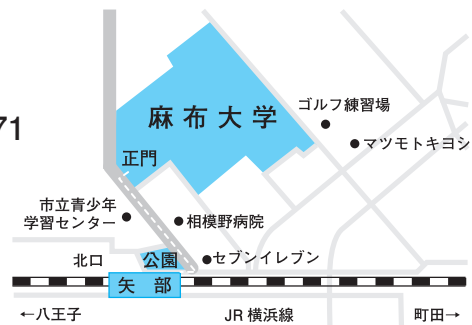 ゴルフ練習場
麻布大学
71
マツモトキヨシ
正門
市立青少年
学習センター
相模野病院
北口
公園
セブンイレブン
矢部
←八王子
JR横浜線
町田→